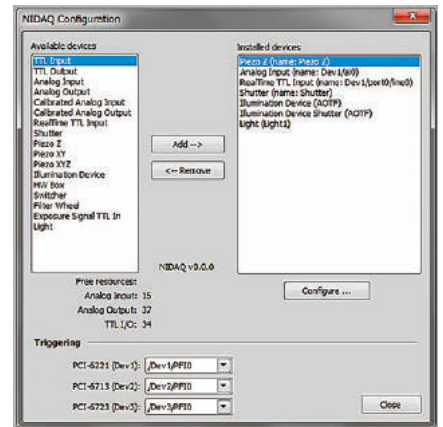 NIDAQ Configuration
Available devices
TTL Input
TTL Output
Analog Input
Analog Output
Calibrated Analog Input
Calibrated Analog Output
RealTime TTL Input
Shutter
Piezo Z
Piezo XY
Piezo XYZ
Illumination Device
HW Box
Switcher
Filter Wheel
Exposure Signal TTL In
Light
Add -->
<-- Remove
NIDAQ v0.0.0
Installed devices
Piezo Z (name: Piezo Z)
Analog Input (name: Dev1/ai0)
RealTime TTL Input (name: Dev1/port0/line0)
Shutter (name: Shutter)
Illumination Device (AOTF)
Illumination Device Shutter (AOTF)
Light (Light1)
Configure ...
Free resources:
Analog Inputs: 15
Analog Outputs: 37
TTL I/O: 34
Triggering
PCI-6221 (Dev1): /Dev1/PFI0
PCI-6713 (Dev2): /Dev2/PFI0
PCI-6723 (Dev3): /Dev3/PFI0
Close